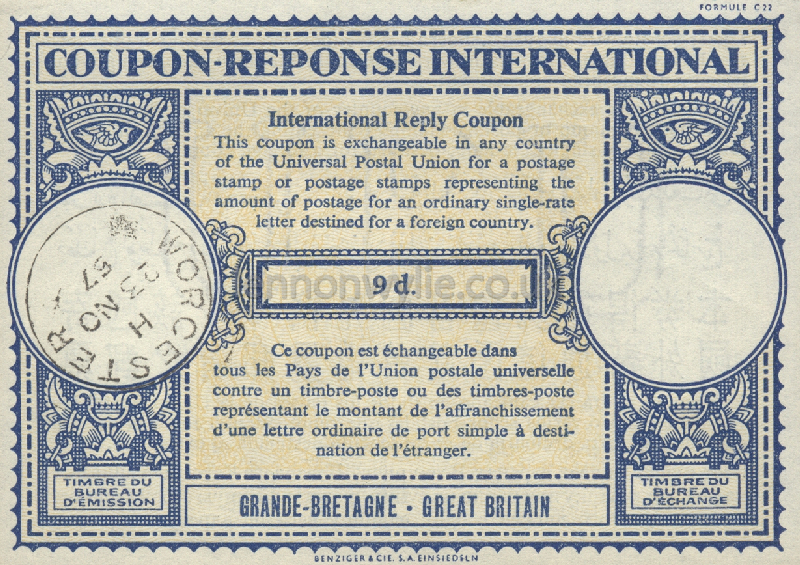 FORMULE C22
COUPON-REPONSE INTERNATIONAL
International Reply Coupon
This coupon is exchangeable in any country
of the Universal Postal Union for a postage
stamp or postage stamps representing the
amount of postage for an ordinary single-rate
letter destined for a foreign country.
WORCESTER
H
23 NO
57
9 d.
lennonwylie.co.uk
Ce coupon est échangeable dans
tous les Pays de l'Union postale universelle
contre un timbre-poste ou des timbres-poste
représentant le montant de l'affranchissement
d'une lettre ordinaire de port simple à desti-
nation de l'étranger.
TIMBRE DU
BUREAU
D'ÉMISSION
GRANDE-BRETAGNE · GREAT BRITAIN
TIMBRE DU
BUREAU
D'ÉCHANGE
BENZIGER & CIE. S.A. EINSIEDELN